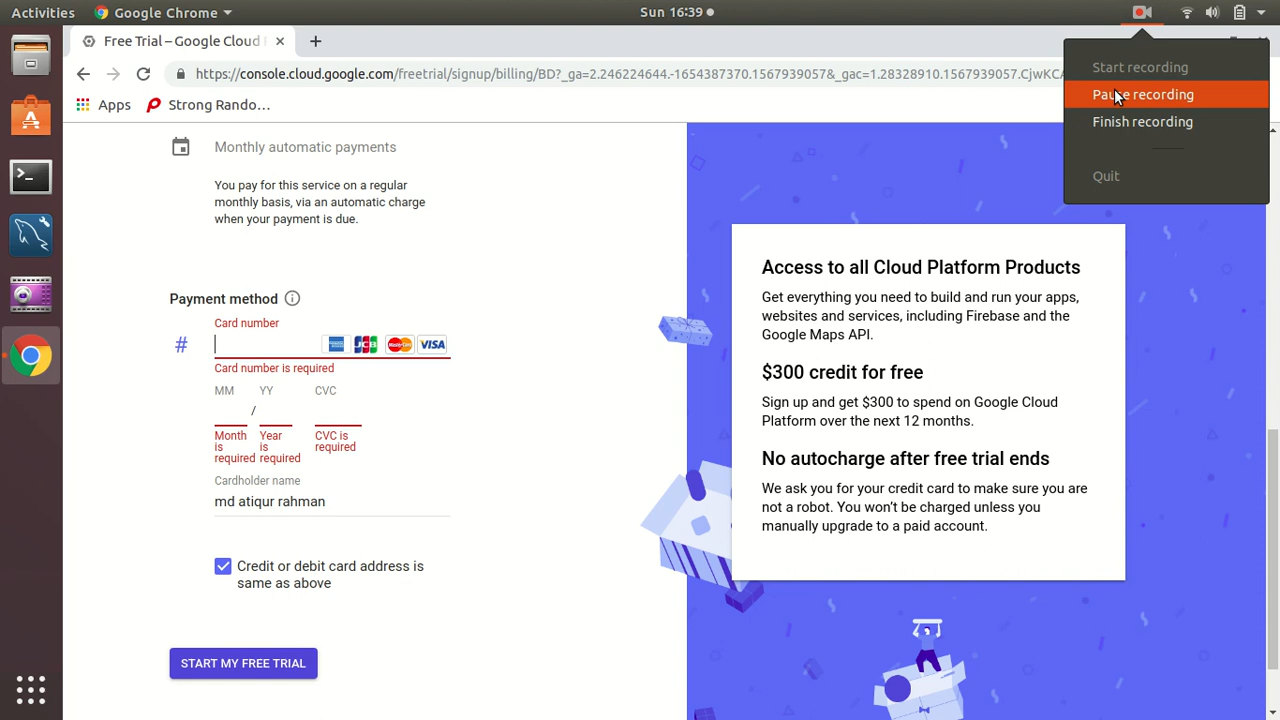 Activities Google Chrome Sun 16:39
Free Trial – Google Cloud
https://console.cloud.google.com/freetrial/signup/billing/BD?_ga=2.246224644.-1654387370.1567939057&_gac=1.28328910.1567939057.CjwKCA
Apps Strong Rando...
Start recording
Pause recording
Finish recording
Quit
Monthly automatic payments
You pay for this service on a regular
monthly basis, via an automatic charge
when your payment is due.
Payment method
Card number
# VISA
Card number is required
MM YY CVC
/
Month Year CVC is
is is required
required required
Cardholder name
md atiqur rahman
Credit or debit card address is
same as above
START MY FREE TRIAL
Access to all Cloud Platform Products
Get everything you need to build and run your apps,
websites and services, including Firebase and the
Google Maps API.
$300 credit for free
Sign up and get $300 to spend on Google Cloud
Platform over the next 12 months.
No autocharge after free trial ends
We ask you for your credit card to make sure you are
not a robot. You won't be charged unless you
manually upgrade to a paid account.